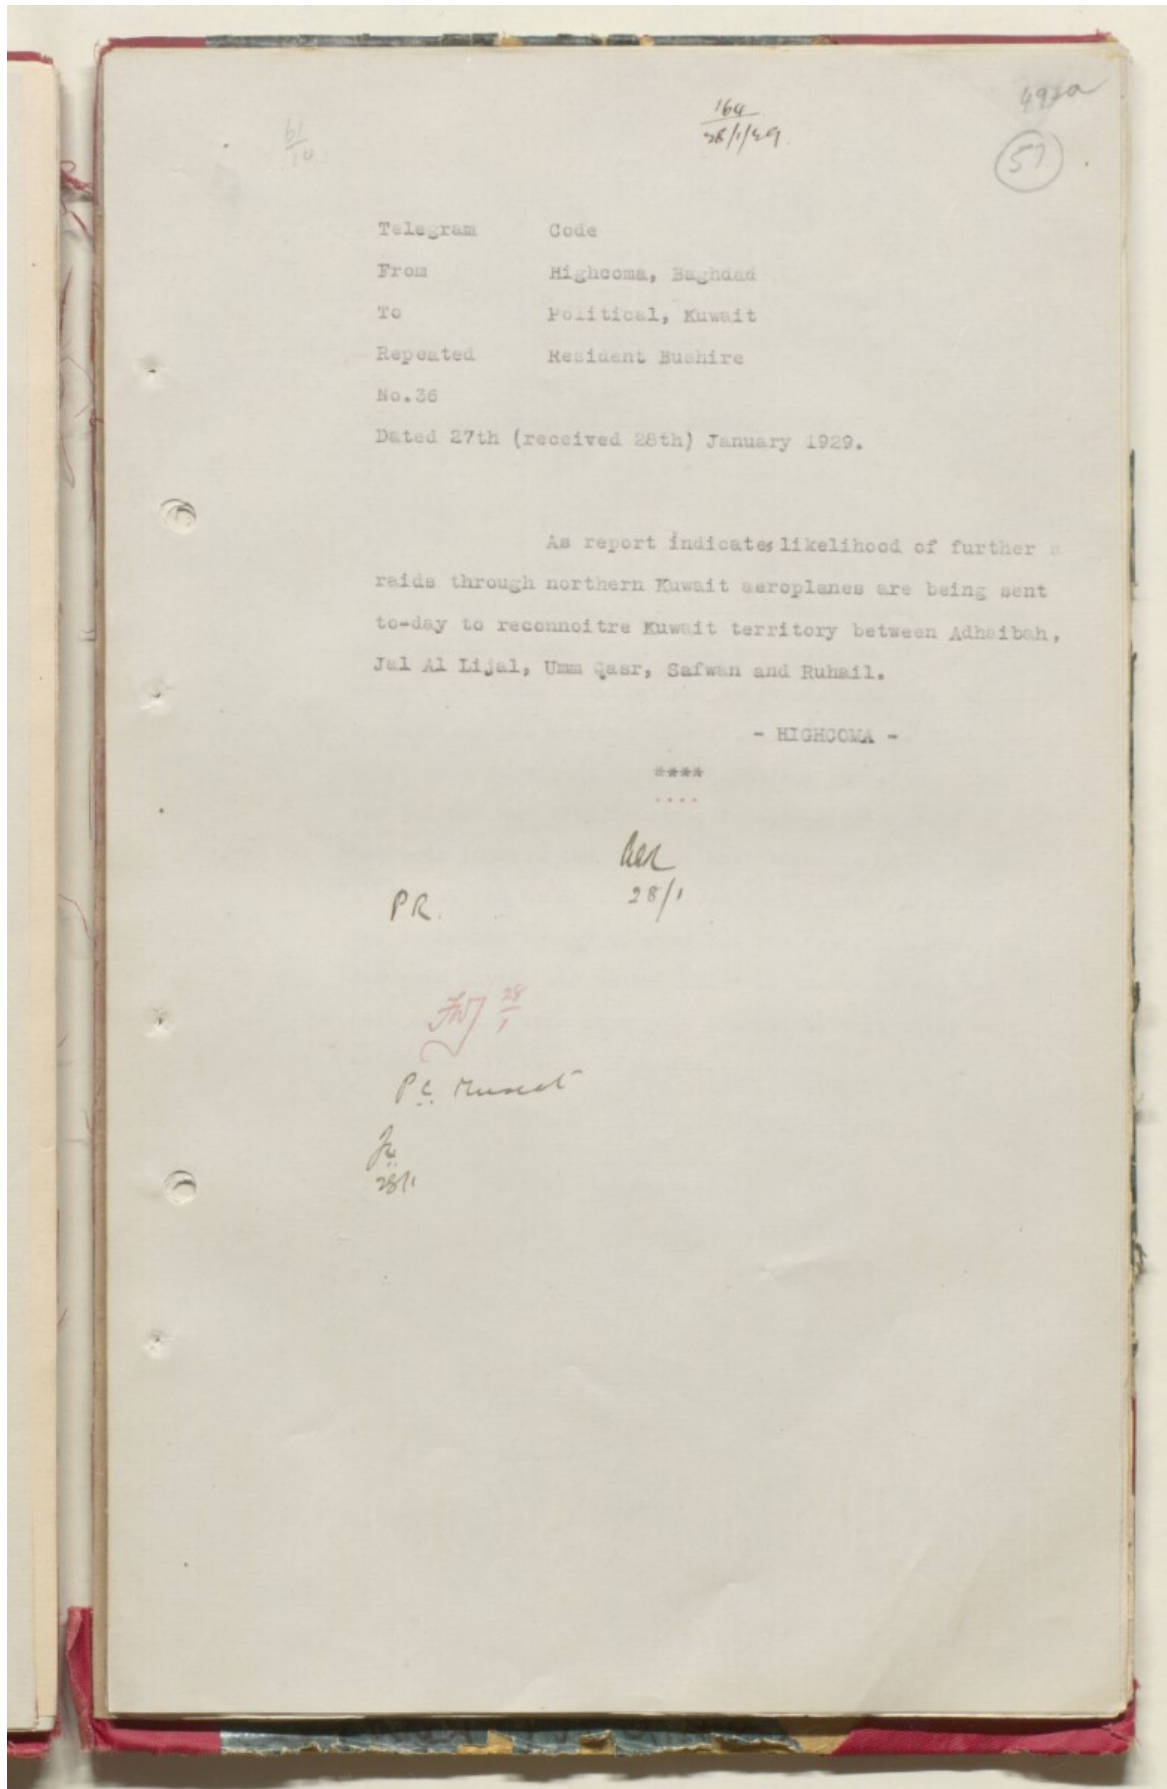 164
28/1/29
57
61/10
Telegram Code
From Highcoma, Baghdad
To Political, Kuwait
Repeated Resident Bushire
No.36
Dated 27th (received 28th) January 1929.
As report indicates likelihood of further
raids through northern Kuwait aeroplanes are being sent
to-day to reconnoitre Kuwait territory between Adhaibah,
Jal Al Lijal, Umm Qasr, Safwan and Ruhail.
- HIGHCOMA -
****
....
28/1
PR.
28/1
Muscat
28/1